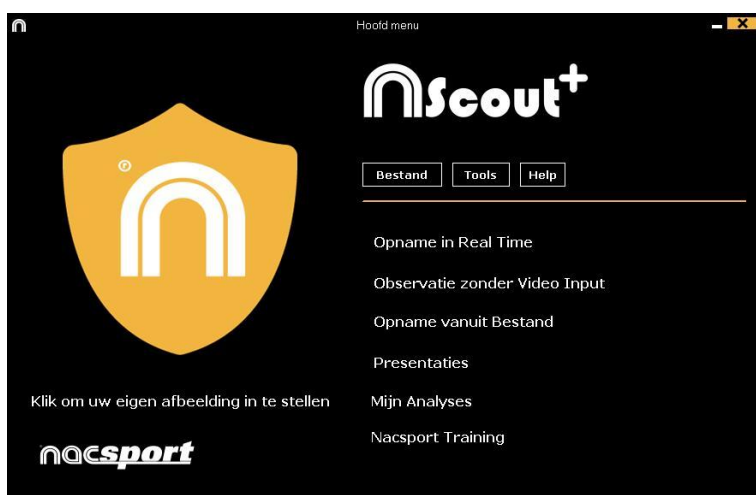 Hoofd menu
nScout+
Bestand Tools Help
Opname in Real Time
Observatie zonder Video Input
Opname vanuit Bestand
Presentaties
Klik om uw eigen afbeelding in te stellen
Mijn Analyses
Nacsport Training
nacsport